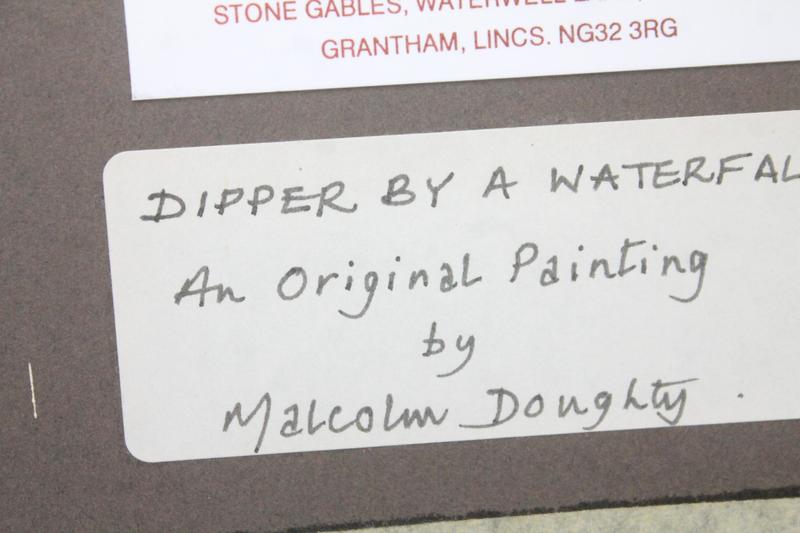 STONE GABLES, WATERWELL
GRANTHAM, LINCS. NG32 3RG
DIPPER BY A WATERFAL
An Original Painting
by
Malcolm Doughty.